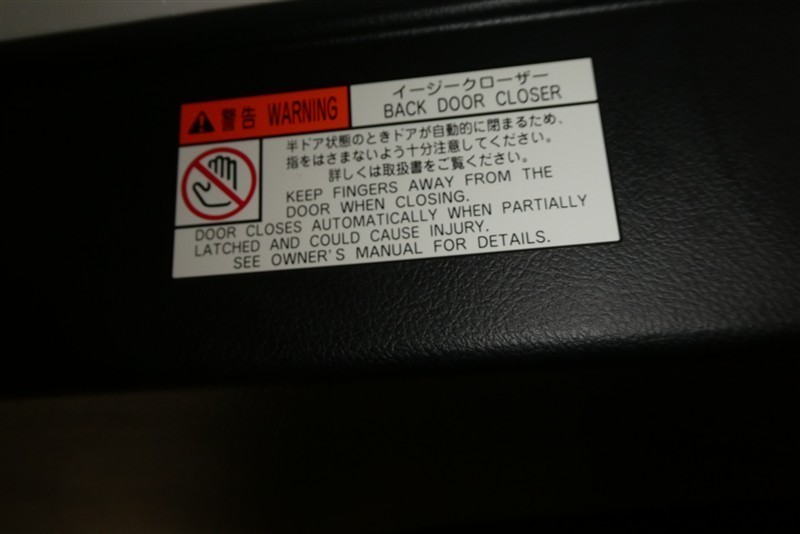 警告 WARNING
イージークローザー
BACK DOOR CLOSER
半ドア状態のときドアが自動的に閉まるため、
指をはさまないよう十分注意してください。
詳しくは取扱書をご覧ください。
KEEP FINGERS AWAY FROM THE
DOOR WHEN CLOSING.
DOOR CLOSES AUTOMATICALLY WHEN PARTIALLY
LATCHED AND COULD CAUSE INJURY.
SEE OWNER'S MANUAL FOR DETAILS.